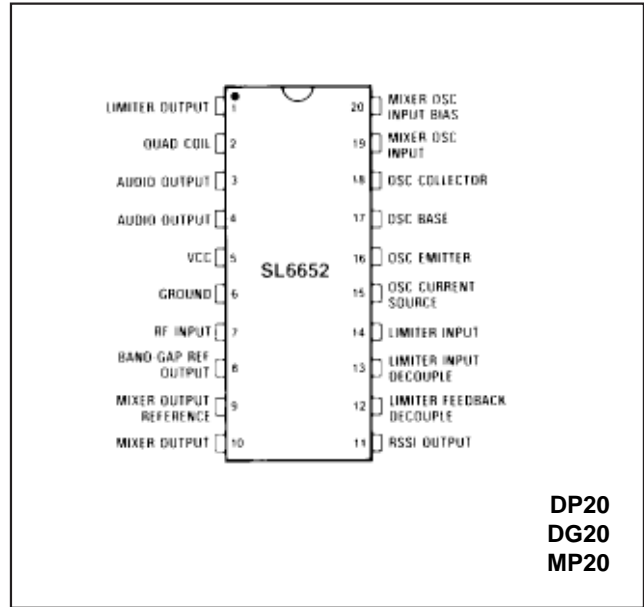 LIMITER OUTPUT 1
QUAD COIL 2
AUDIO OUTPUT 3
AUDIO OUTPUT 4
VCC 5
GROUND 6
RF INPUT 7
BAND GAP REF
OUTPUT 8
MIXER OUTPUT
REFERENCE 9
MIXER OUTPUT 10
SL6652
20 MIXER OSC
INPUT BIAS
19 MIXER OSC
INPUT
18 OSC COLLECTOR
17 OSC BASE
16 OSC EMITTER
15 OSC CURRENT
SOURCE
14 LIMITER INPUT
13 LIMITER INPUT
DECOUPLE
12 LIMITER FEEDBACK
DECOUPLE
11 RSSI OUTPUT
DP20
DG20
MP20